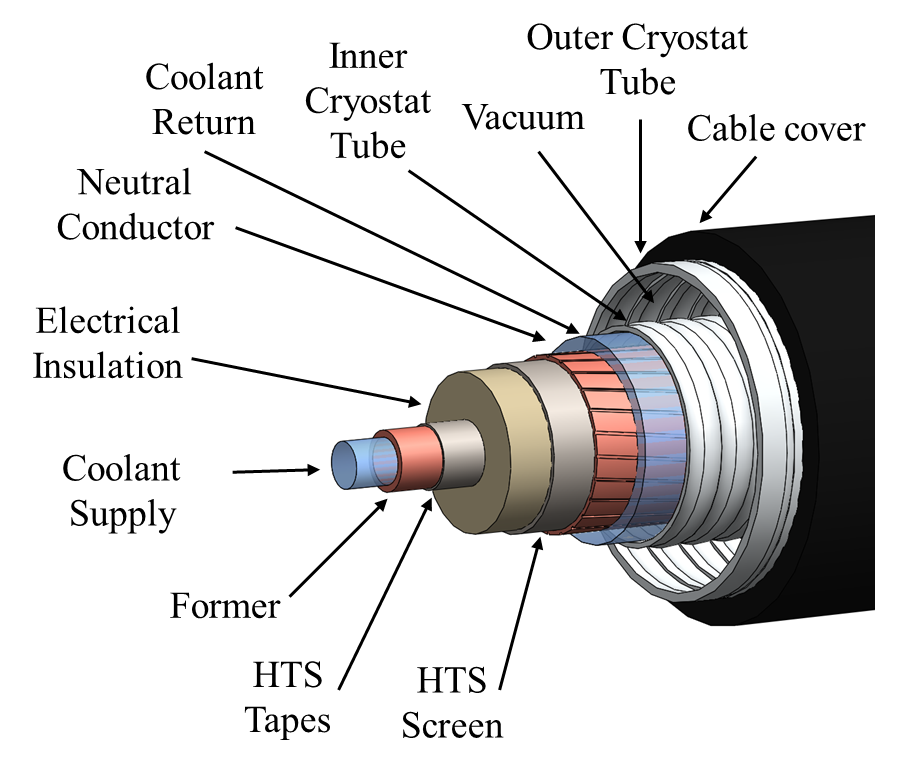 Outer Cryostat
Tube
Inner
Cryostat
Tube
Coolant
Return
Vacuum
Cable cover
Neutral
Conductor
Electrical
Insulation
Coolant
Supply
Former
HTS
Tapes
HTS
Screen